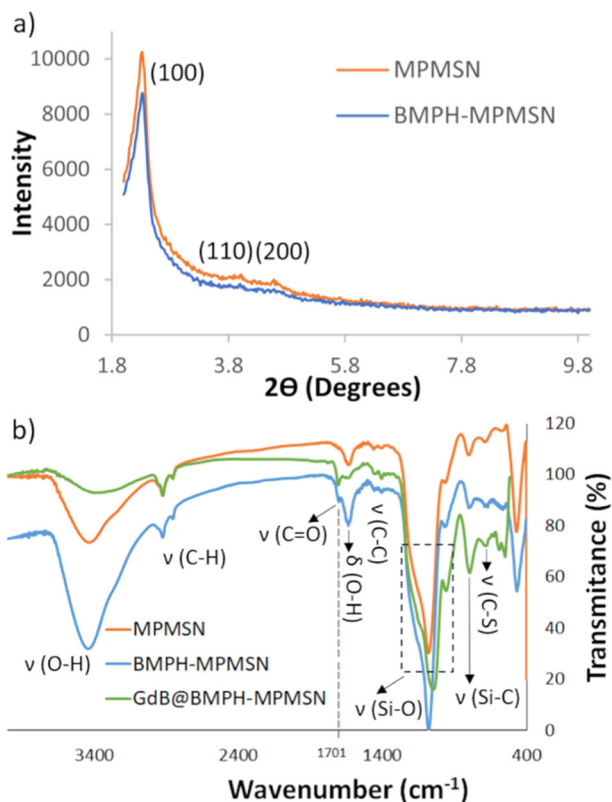 a)
10000
8000
6000
4000
2000
0
Intensity
(100)
(110)(200)
MPMSN
BMPH-MPMSN
1.8
3.8
5.8
7.8
9.8
2Θ (Degrees)
b)
120
100
80
60
40
20
0
Transmitance (%)
ν (O-H)
ν (C-H)
ν (C=O)
δ (O-H)
ν (C-C)
ν (Si-O)
ν (Si-C)
ν (C-S)
MPMSN
BMPH-MPMSN
GdB@BMPH-MPMSN
3400
2400
1701
1400
400
Wavenumber (cm⁻¹)